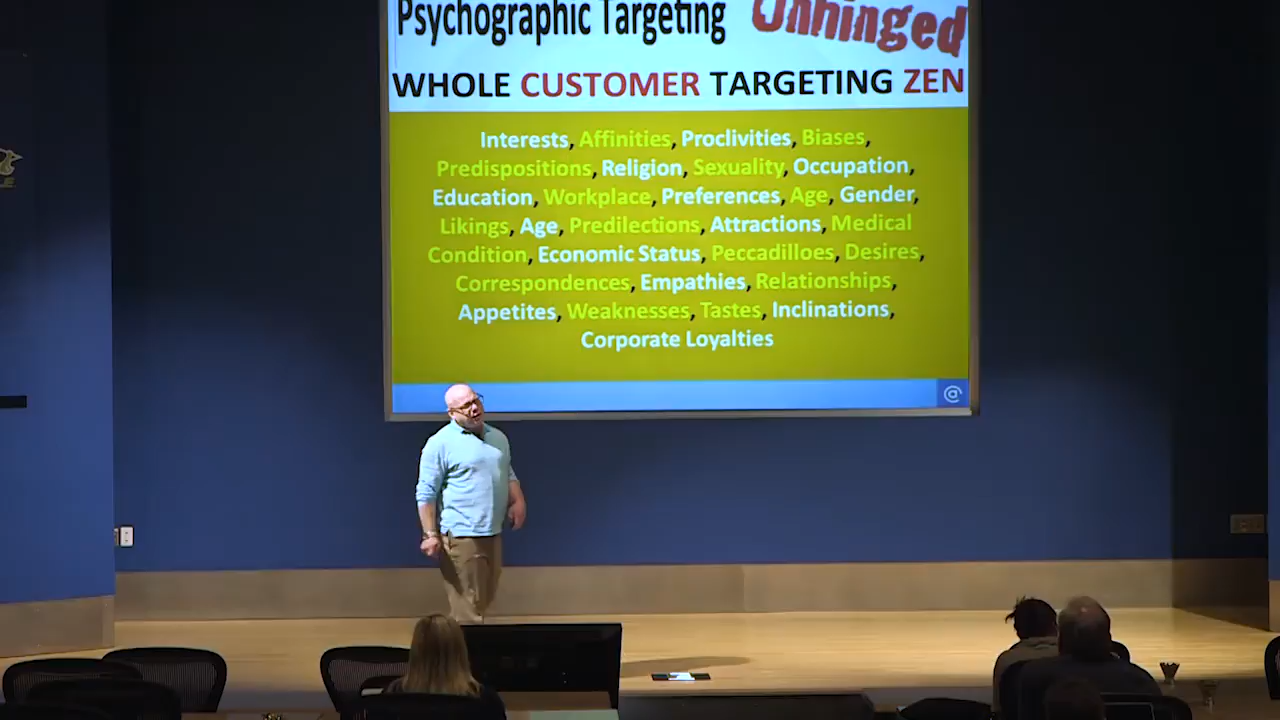 Psychographic Targeting Unhinged
WHOLE CUSTOMER TARGETING ZEN
Interests, Affinities, Proclivities, Biases,
Predispositions, Religion, Sexuality, Occupation,
Education, Workplace, Preferences, Age, Gender,
Likings, Age, Predilections, Attractions, Medical
Condition, Economic Status, Peccadilloes, Desires,
Correspondences, Empathies, Relationships,
Appetites, Weaknesses, Tastes, Inclinations,
Corporate Loyalties
@